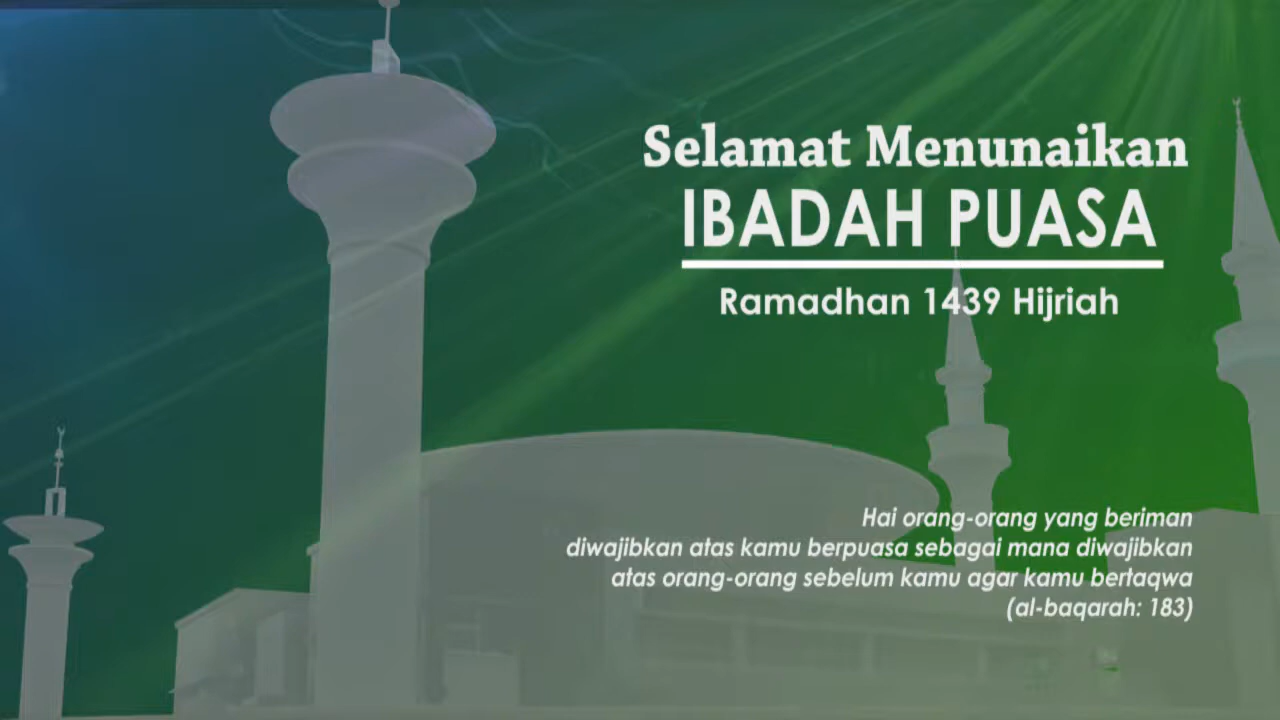 Selamat Menunaikan
IBADAH PUASA
Ramadhan 1439 Hijriah
Hai orang-orang yang beriman
diwajibkan atas kamu berpuasa sebagai mana diwajibkan
atas orang-orang sebelum kamu agar kamu bertaqwa
(al-baqarah: 183)